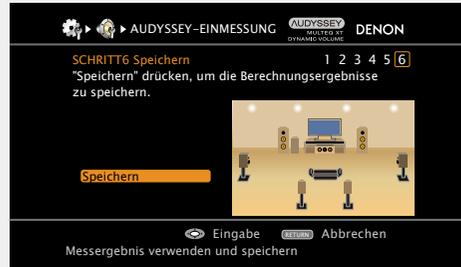 AUDYSSEY-EINMESSUNG
AUDYSSEY
MULTEQ XT
DYNAMIC VOLUME
DENON
SCHRITT6 Speichern
1 2 3 4 5 6
"Speichern" drücken, um die Berechnungsergebnisse
zu speichern.
Speichern
Eingabe RETURN Abbrechen
Messergebnis verwenden und speichern